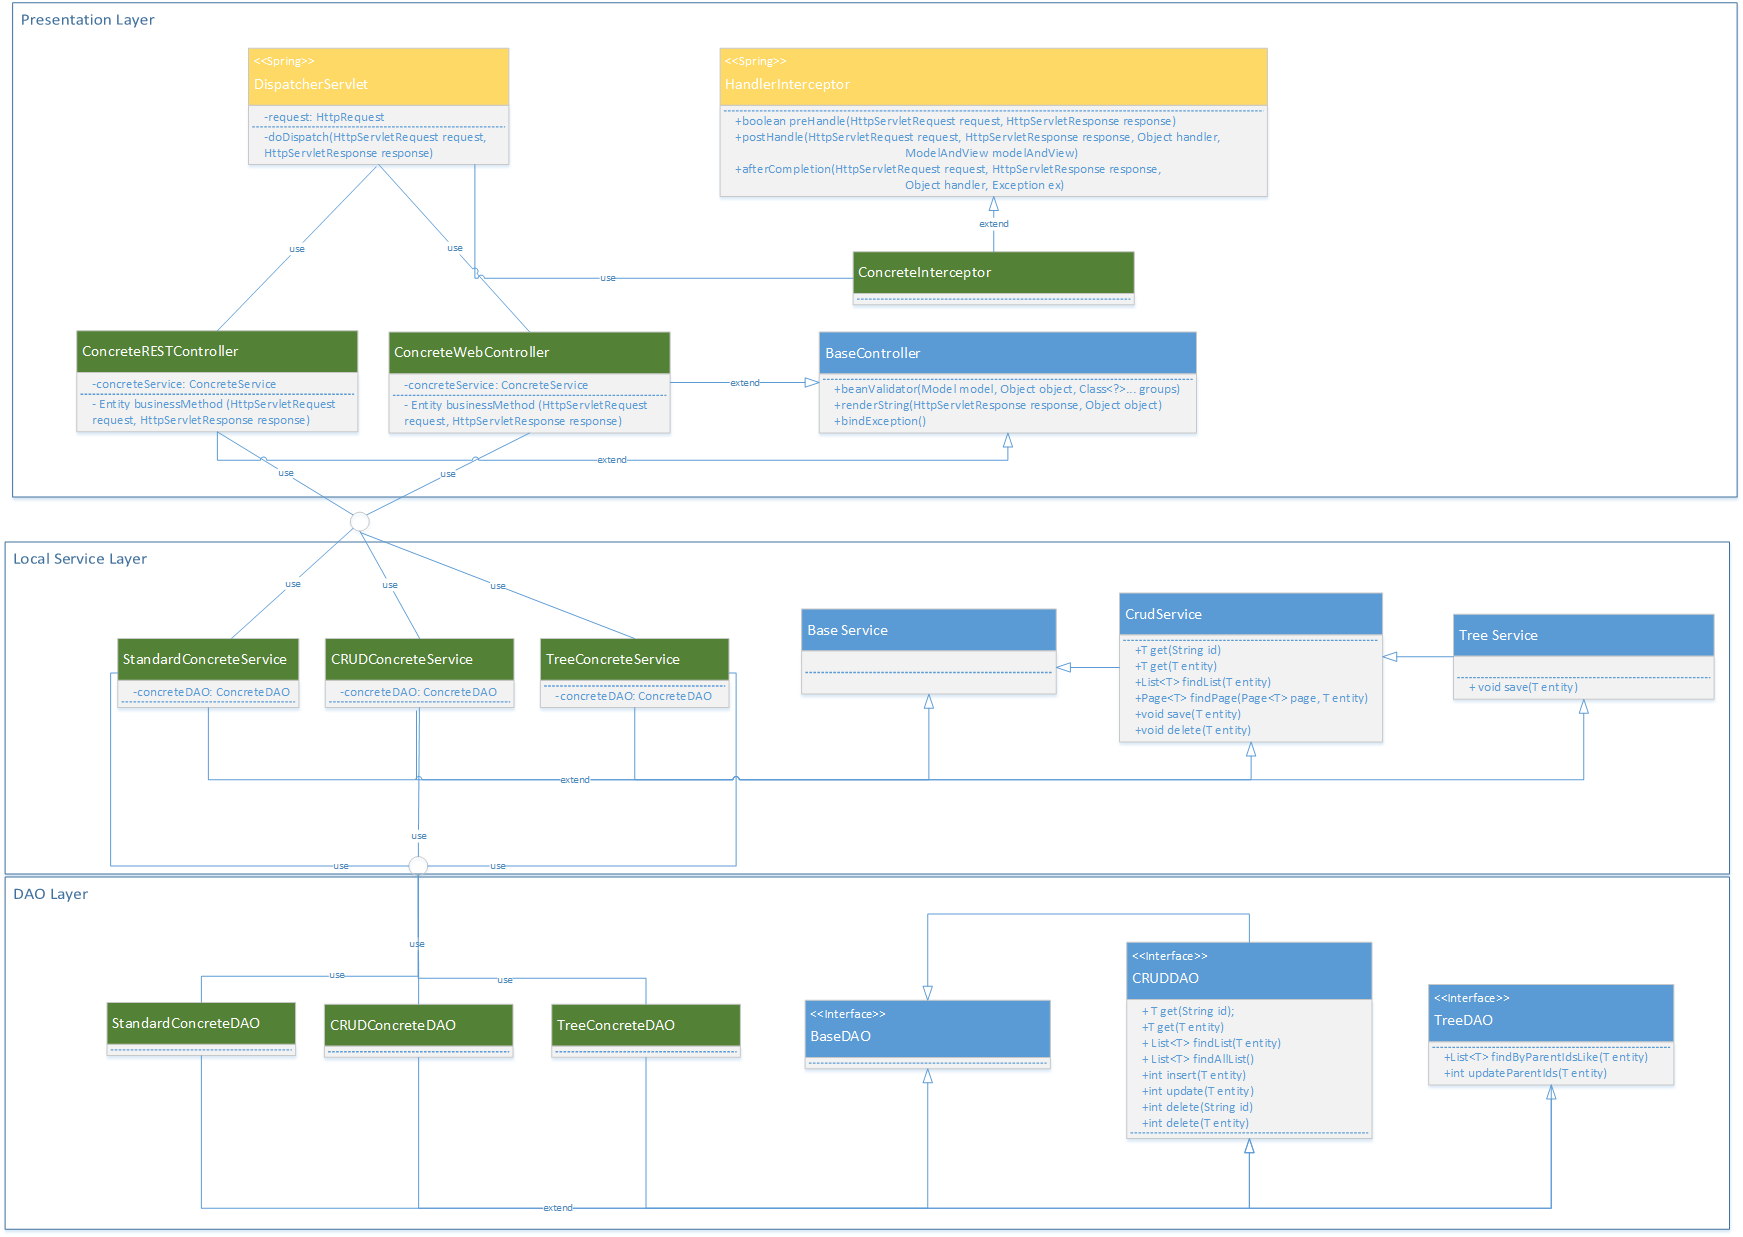 Presentation Layer
<<Spring>>
DispatcherServlet
-request: HttpRequest
-doDispatch(HttpServletRequest request,
HttpServletResponse response)
<<Spring>>
HandlerInterceptor
+boolean preHandle(HttpServletRequest request, HttpServletResponse response)
+postHandle(HttpServletRequest request, HttpServletResponse response, Object handler,
ModelAndView modelAndView)
+afterCompletion(HttpServletRequest request, HttpServletResponse response,
Object handler, Exception ex)
extend
use
use
use
ConcreteInterceptor
ConcreteRESTController
-concreteService: ConcreteService
- Entity businessMethod (HttpServletRequest
request, HttpServletResponse response)
ConcreteWebController
-concreteService: ConcreteService
- Entity businessMethod (HttpServletRequest
request, HttpServletResponse response)
extend
BaseController
+beanValidator(Model model, Object object, Class<?>... groups)
+renderString(HttpServletResponse response, Object object)
+bindException()
extend
use
use
Local Service Layer
use
use
use
StandardConcreteService
-concreteDAO: ConcreteDAO
CRUDConcreteService
-concreteDAO: ConcreteDAO
TreeConcreteService
-concreteDAO: ConcreteDAO
Base Service
CrudService
+T get(String id)
+T get(T entity)
+List<T> findList(T entity)
+Page<T> findPage(Page<T> page, T entity)
+void save(T entity)
+void delete(T entity)
Tree Service
+ void save(T entity)
extend
use
use
use
DAO Layer
use
use
use
StandardConcreteDAO
CRUDConcreteDAO
TreeConcreteDAO
<<Interface>>
BaseDAO
<<Interface>>
CRUDDAO
+ T get(String id);
+T get(T entity)
+ List<T> findList(T entity)
+ List<T> findAllList()
+int insert(T entity)
+int update(T entity)
+int delete(String id)
+int delete(T entity)
<<Interface>>
TreeDAO
+List<T> findByParentIdsLike(T entity)
+int updateParentIds(T entity)
extend